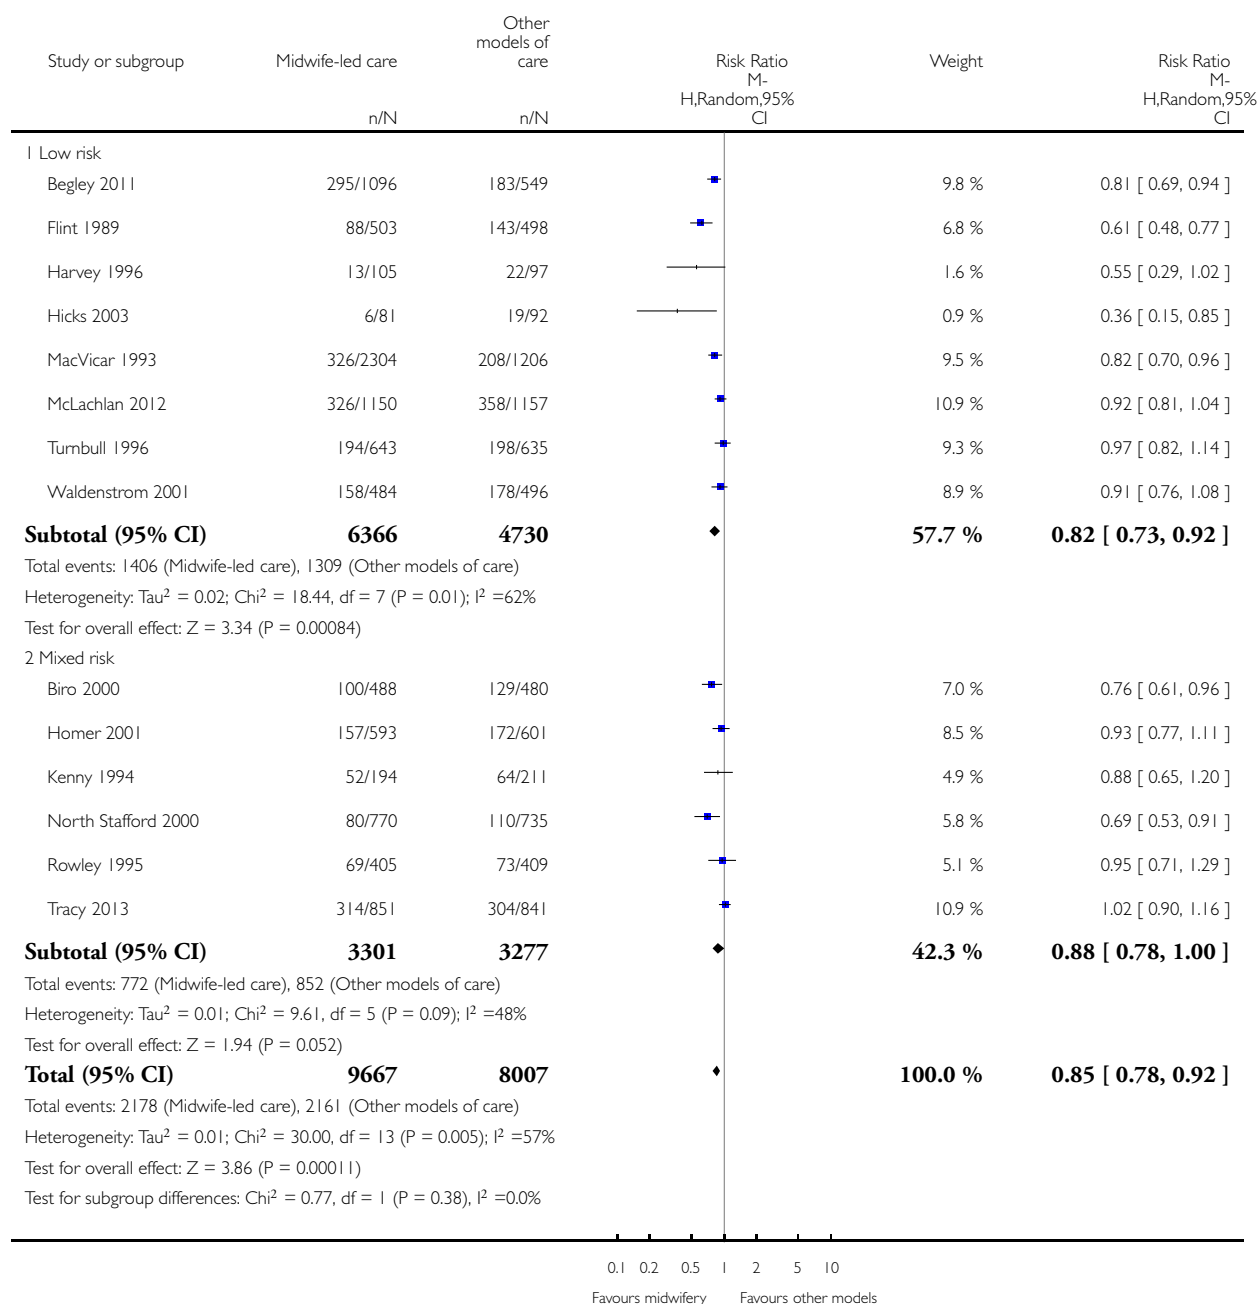 Study or subgroup Midwife-led care Other models of care Risk Ratio Weight Risk Ratio
n/N n/N M-H,Random,95% CI M-H,Random,95% CI
1 Low risk
Begley 2011 295/1096 183/549 9.8 % 0.81 [ 0.69, 0.94 ]
Flint 1989 88/503 143/498 6.8 % 0.61 [ 0.48, 0.77 ]
Harvey 1996 13/105 22/97 1.6 % 0.55 [ 0.29, 1.02 ]
Hicks 2003 6/81 19/92 0.9 % 0.36 [ 0.15, 0.85 ]
MacVicar 1993 326/2304 208/1206 9.5 % 0.82 [ 0.70, 0.96 ]
McLachlan 2012 326/1150 358/1157 10.9 % 0.92 [ 0.81, 1.04 ]
Turnbull 1996 194/643 198/635 9.3 % 0.97 [ 0.82, 1.14 ]
Waldenstrom 2001 158/484 178/496 8.9 % 0.91 [ 0.76, 1.08 ]
Subtotal (95% CI) 6366 4730 57.7 % 0.82 [ 0.73, 0.92 ]
Total events: 1406 (Midwife-led care), 1309 (Other models of care)
Heterogeneity: Tau² = 0.02; Chi² = 18.44, df = 7 (P = 0.01); I² =62%
Test for overall effect: Z = 3.34 (P = 0.00084)
2 Mixed risk
Biro 2000 100/488 129/480 7.0 % 0.76 [ 0.61, 0.96 ]
Homer 2001 157/593 172/601 8.5 % 0.93 [ 0.77, 1.11 ]
Kenny 1994 52/194 64/211 4.9 % 0.88 [ 0.65, 1.20 ]
North Stafford 2000 80/770 110/735 5.8 % 0.69 [ 0.53, 0.91 ]
Rowley 1995 69/405 73/409 5.1 % 0.95 [ 0.71, 1.29 ]
Tracy 2013 314/851 304/841 10.9 % 1.02 [ 0.90, 1.16 ]
Subtotal (95% CI) 3301 3277 42.3 % 0.88 [ 0.78, 1.00 ]
Total events: 772 (Midwife-led care), 852 (Other models of care)
Heterogeneity: Tau² = 0.01; Chi² = 9.61, df = 5 (P = 0.09); I² =48%
Test for overall effect: Z = 1.94 (P = 0.052)
Total (95% CI) 9667 8007 100.0 % 0.85 [ 0.78, 0.92 ]
Total events: 2178 (Midwife-led care), 2161 (Other models of care)
Heterogeneity: Tau² = 0.01; Chi² = 30.00, df = 13 (P = 0.005); I² =57%
Test for overall effect: Z = 3.86 (P = 0.00011)
Test for subgroup differences: Chi² = 0.77, df = 1 (P = 0.38), I² =0.0%
0.1 0.2 0.5 1 2 5 10
Favours midwifery Favours other models